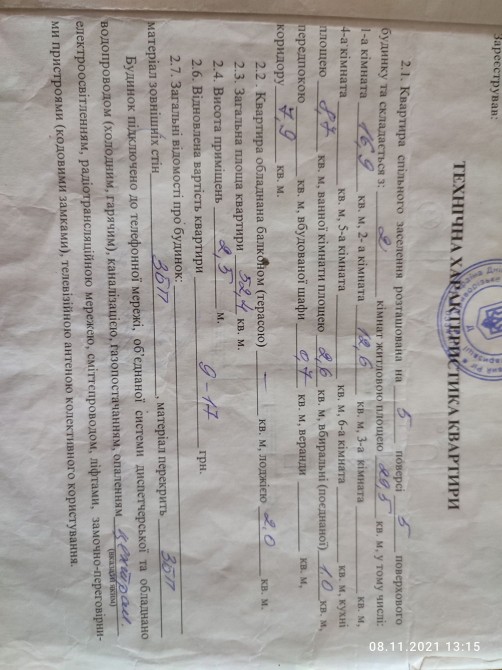 Зареєстрував
ТЕХНІЧНА ХАРАКТЕРИСТИКА КВАРТИРИ
2.1. Квартира спільного заселення розташована на 5 поверсі 5 поверхового
будинку та складається з: 2 кімнат житловою площею 29,5 кв. м, у тому числі:
1-а кімната 16,9 кв. м, 2- а кімната 12,6 кв. м, 3-а кімната кв. м,
4-а кімната кв. м, 5-а кімната кв. м, 6-а кімната кв. м, кухні
площею 8,7 кв. м, ванної кімнати площею 2,6 кв. м, вбиральні (поєднаної) 1,0 кв. м,
передпокою кв. м, вбудованої шафи 0,7 кв. м, веранди кв. м,
коридору 7,9 кв. м.
2.2. Квартира обладнана балконом (терасою) – кв. м, лоджією 2,0 кв. м.
2.3. Загальна площа квартири 52,4 кв. м.
2.4. Висота приміщень 2,5 м.
2.6. Відновлена вартість квартири 9-17 грн.
2.7. Загальні відомості про будинок:
матеріал зовнішніх стін ЗБП, матеріал перекрить ЗБП
Будинок підключено до телефонної мережі, об'єднаної системи диспетчерської та обладнано
водопроводом (холодним, гарячим), каналізацією, газопостачанням, опаленням централ.
(вказати яким)
електроосвітленням, радіотрансляційною мережею, сміттєпроводом, ліфтами, замочно-переговірни-
ми пристроями (кодовими замками), телевізійною антеною колективного користування.
08.11.2021 13:15